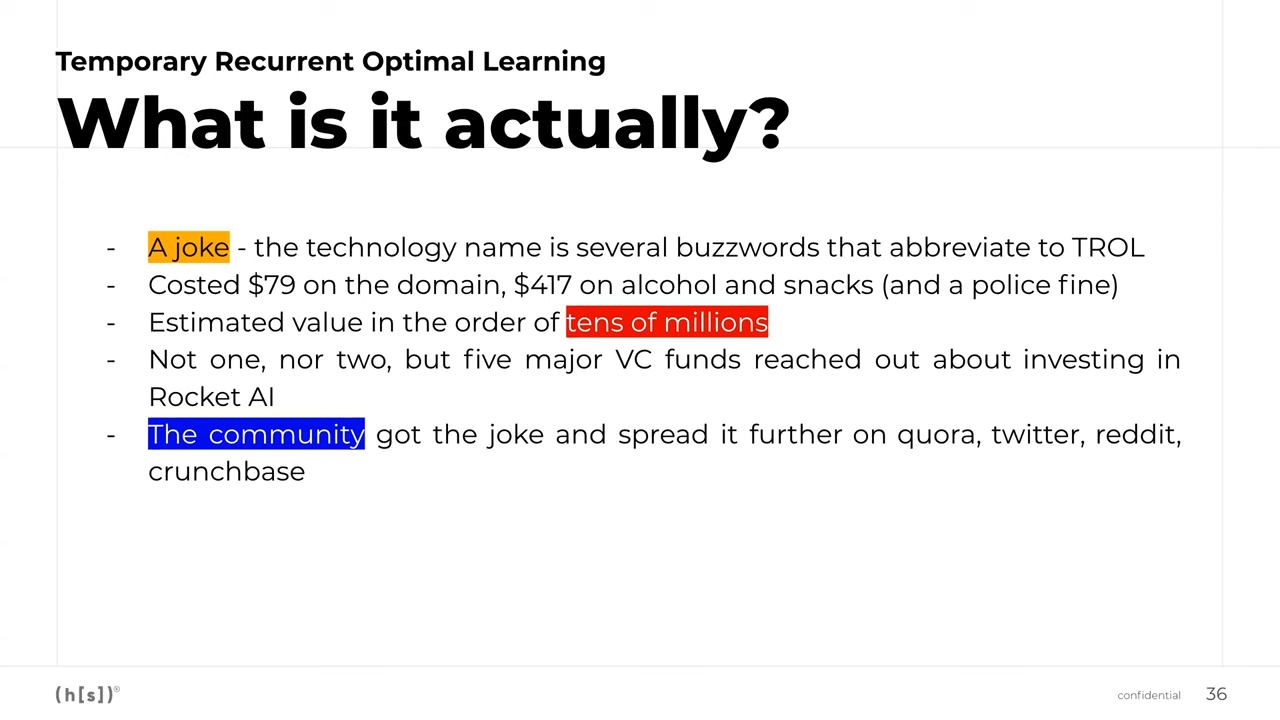 Temporary Recurrent Optimal Learning
What is it actually?
- A joke - the technology name is several buzzwords that abbreviate to TROL
- Costed $79 on the domain, $417 on alcohol and snacks (and a police fine)
- Estimated value in the order of tens of millions
- Not one, nor two, but five major VC funds reached out about investing in
Rocket AI
- The community got the joke and spread it further on quora, twitter, reddit,
crunchbase
(h[s])®
confidential 36